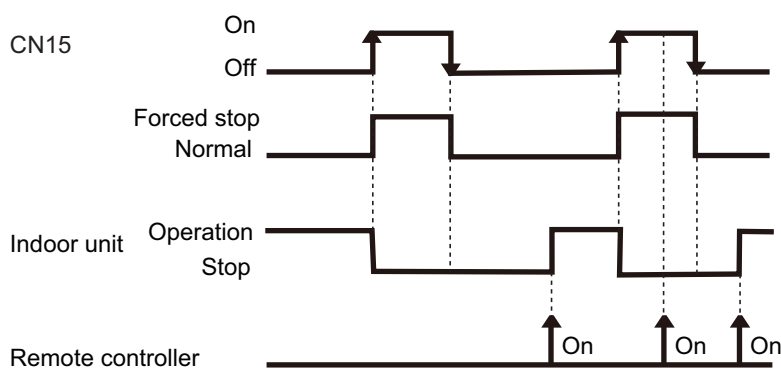 CN15
On
Off
Forced stop
Normal
Indoor unit
Operation
Stop
Remote controller
On
On
On